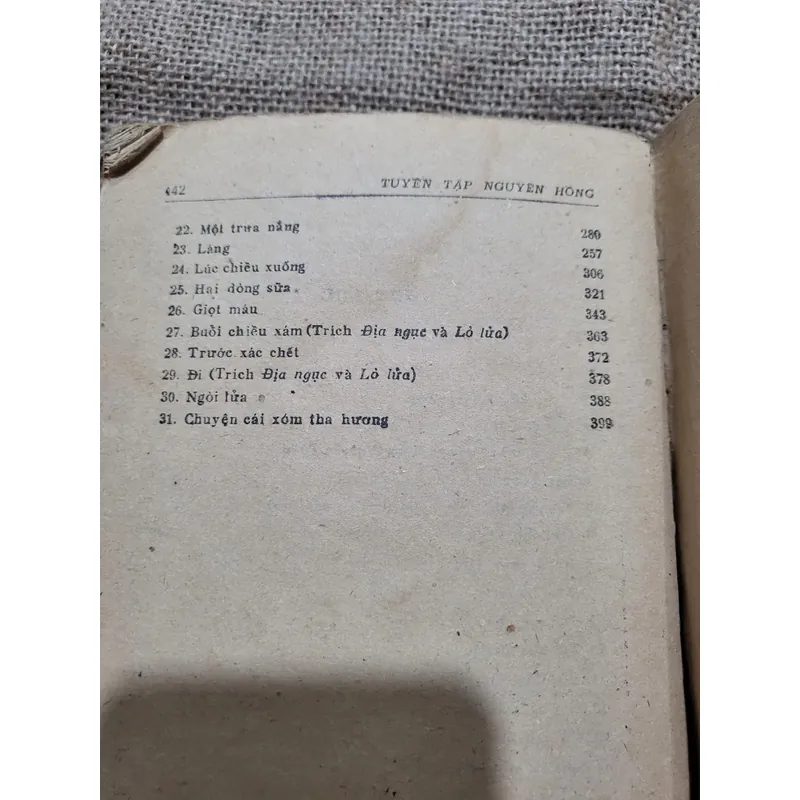 442 TUYỂN TẬP NGUYÊN HỒNG
22. Một trưa nắng 280
23. Láng 257
24. Lúc chiều xuống 306
25. Hai dòng sữa 321
26. Giọt máu 343
27. Buổi chiều xám (Trích Địa ngục và Lò lửa) 363
28. Trước xác chết 372
29. Đi (Trích Địa ngục và Lò lửa) 378
30. Ngòi lửa 388
31. Chuyện cái xóm tha hương 399